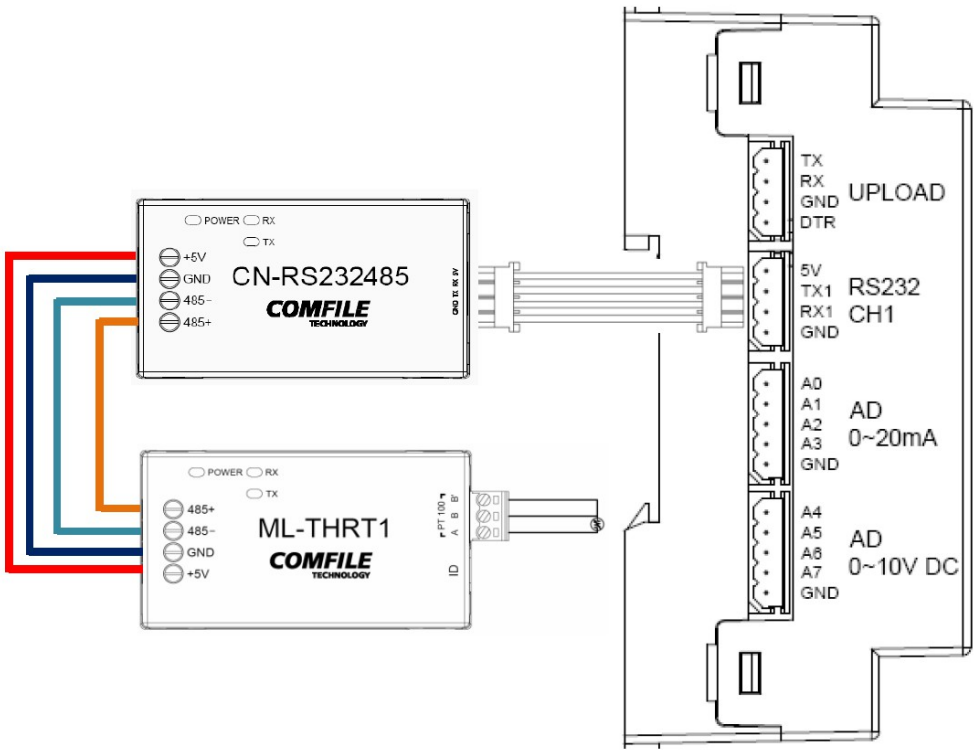 POWER RX
TX
+5V
GND
485-
485+
CN-RS232485
COMFILE
TECHNOLOGY
GND TX RX 5V
POWER RX
TX
485+
485-
GND
+5V
ML-THRT1
COMFILE
TECHNOLOGY
PT 100
A B B'
ID
TX
RX
GND
DTR
UPLOAD
5V
TX1
RX1
GND
RS232
CH1
A0
A1
A2
A3
GND
AD
0~20mA
A4
A5
A6
A7
GND
AD
0~10V DC